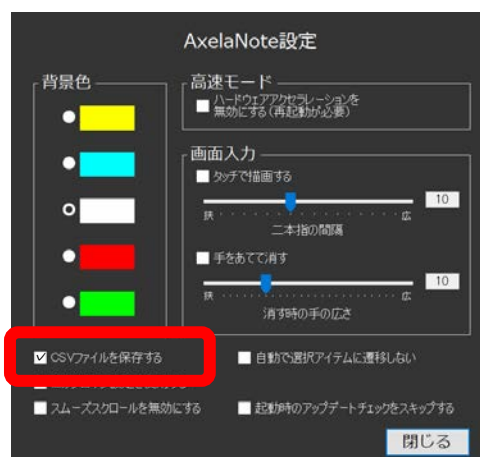 AxelaNote設定
背景色
高速モード
ハードウェアアクセラレーションを
無効にする(再起動が必要)
画面入力
タッチで描画する
10
狭 広
二本指の間隔
手をあてて消す
10
狭 広
消す時の手の広さ
CSVファイルを保存する
自動で選択アイテムに遷移しない
スムーズスクロールを無効にする
起動時のアップデートチェックをスキップする
閉じる